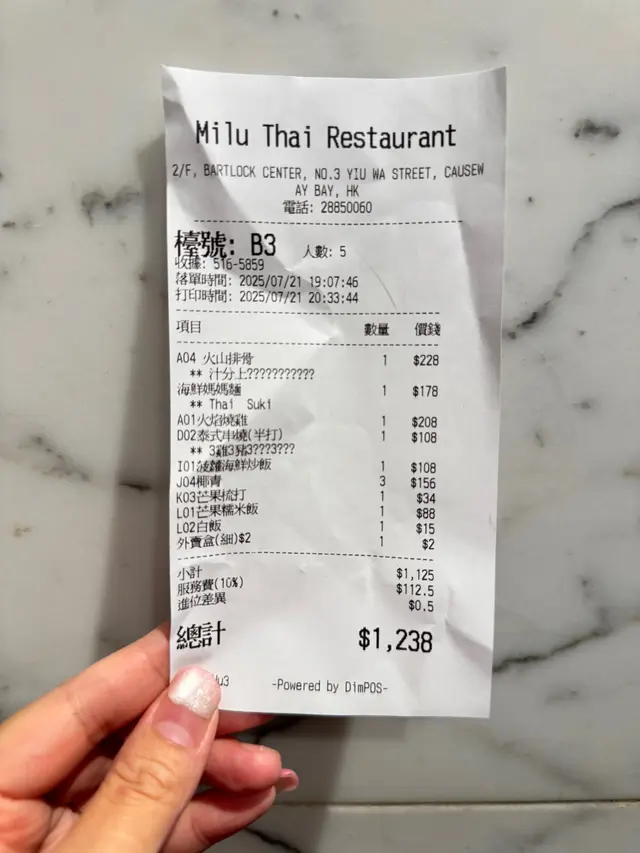 Milu Thai Restaurant
2/F, BARTLOCK CENTER, NO.3 YIU WA STREET, CAUSEW
AY BAY, HK
電話: 28850060
檯號: B3 人數: 5
收據: 516-5859
落單時間: 2025/07/21 19:07:46
打印時間: 2025/07/21 20:33:44
項目 數量 價錢
A04 火山排骨 1 $228
** 汁分上???????????
海鮮媽媽麵 1 $178
** Thai Suki
A01火焰燒雞 1 $208
D02泰式串燒(半打) 1 $108
** 3雞3豬3???3???
I01菠蘿海鮮炒飯 1 $108
J04椰青 3 $156
K03芒果梳打 1 $34
L01芒果糯米飯 1 $88
L02白飯 1 $15
外賣盒(細)$2 1 $2
小計 $1,125
服務費(10%) $112.5
進位差異 $0.5
總計 $1,238
-Powered by DimPOS-